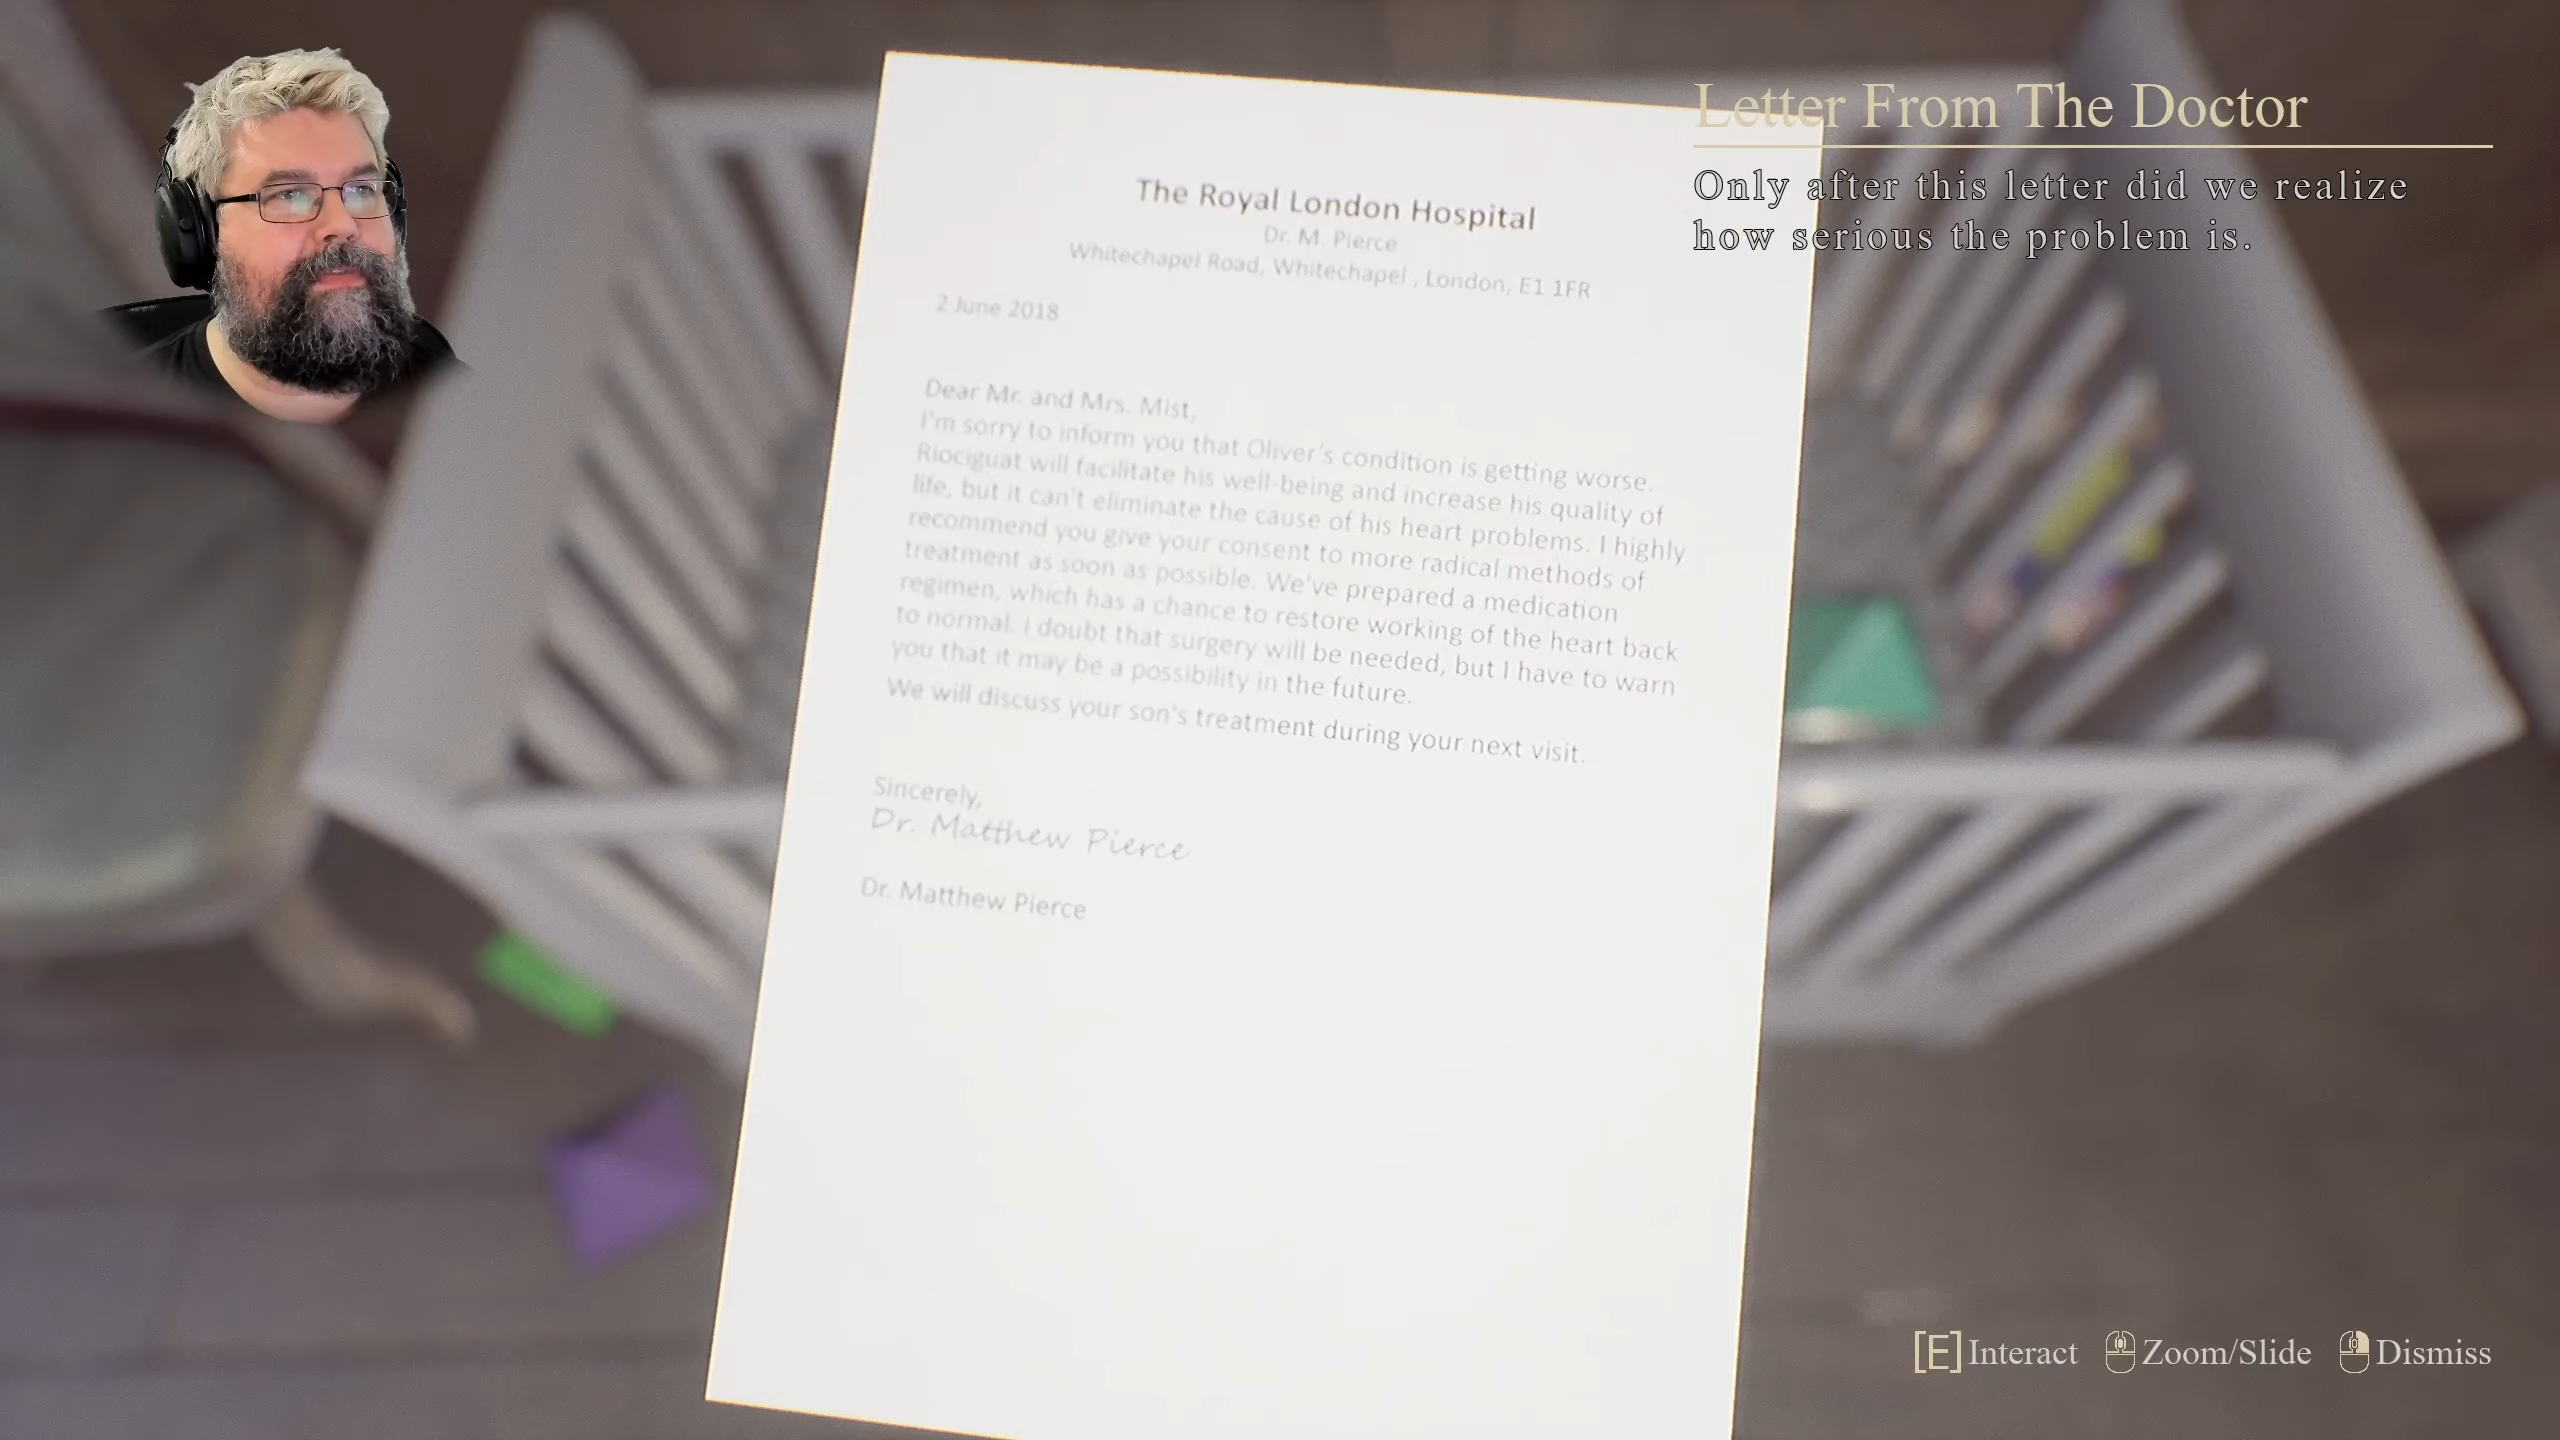 Letter From The Doctor
Only after this letter did we realize
how serious the problem is.
The Royal London Hospital
Dr. M. Pierce
Whitechapel Road, Whitechapel , London, E1 1FR
2 June 2018
Dear Mr. and Mrs. Mist,
I'm sorry to inform you that Oliver's condition is getting worse.
Riociguat will facilitate his well-being and increase his quality of
life, but it can't eliminate the cause of his heart problems. I highly
recommend you give your consent to more radical methods of
treatment as soon as possible. We've prepared a medication
regimen, which has a chance to restore working of the heart back
to normal. I doubt that surgery will be needed, but I have to warn
you that it may be a possibility in the future.
We will discuss your son's treatment during your next visit.
Sincerely,
Dr. Matthew Pierce
Dr. Matthew Pierce
[E] Interact Zoom/Slide Dismiss